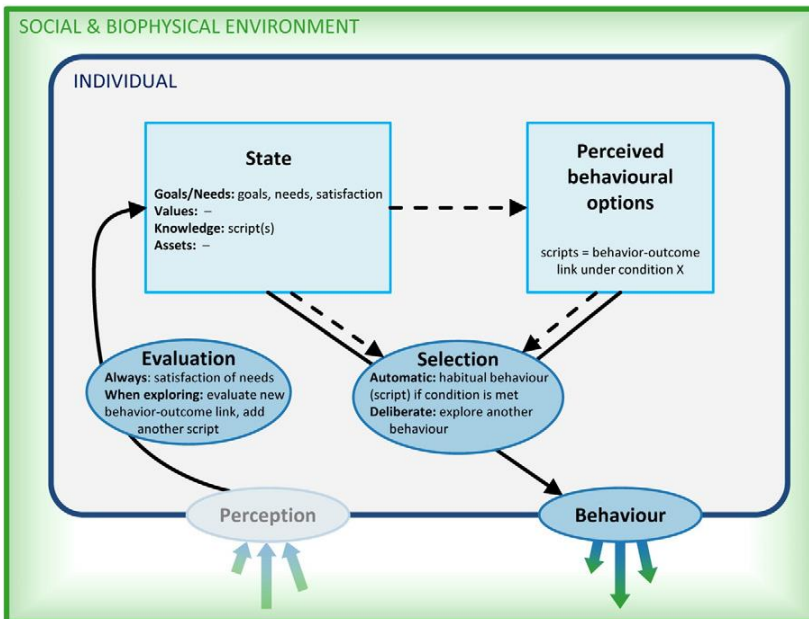 SOCIAL & BIOPHYSICAL ENVIRONMENT
INDIVIDUAL
State
Goals/Needs: goals, needs, satisfaction
Values: –
Knowledge: script(s)
Assets: –
Perceived
behavioural
options
scripts = behavior-outcome
link under condition X
Evaluation
Always: satisfaction of needs
When exploring: evaluate new
behavior-outcome link, add
another script
Selection
Automatic: habitual behaviour
(script) if condition is met
Deliberate: explore another
behaviour
Perception
Behaviour